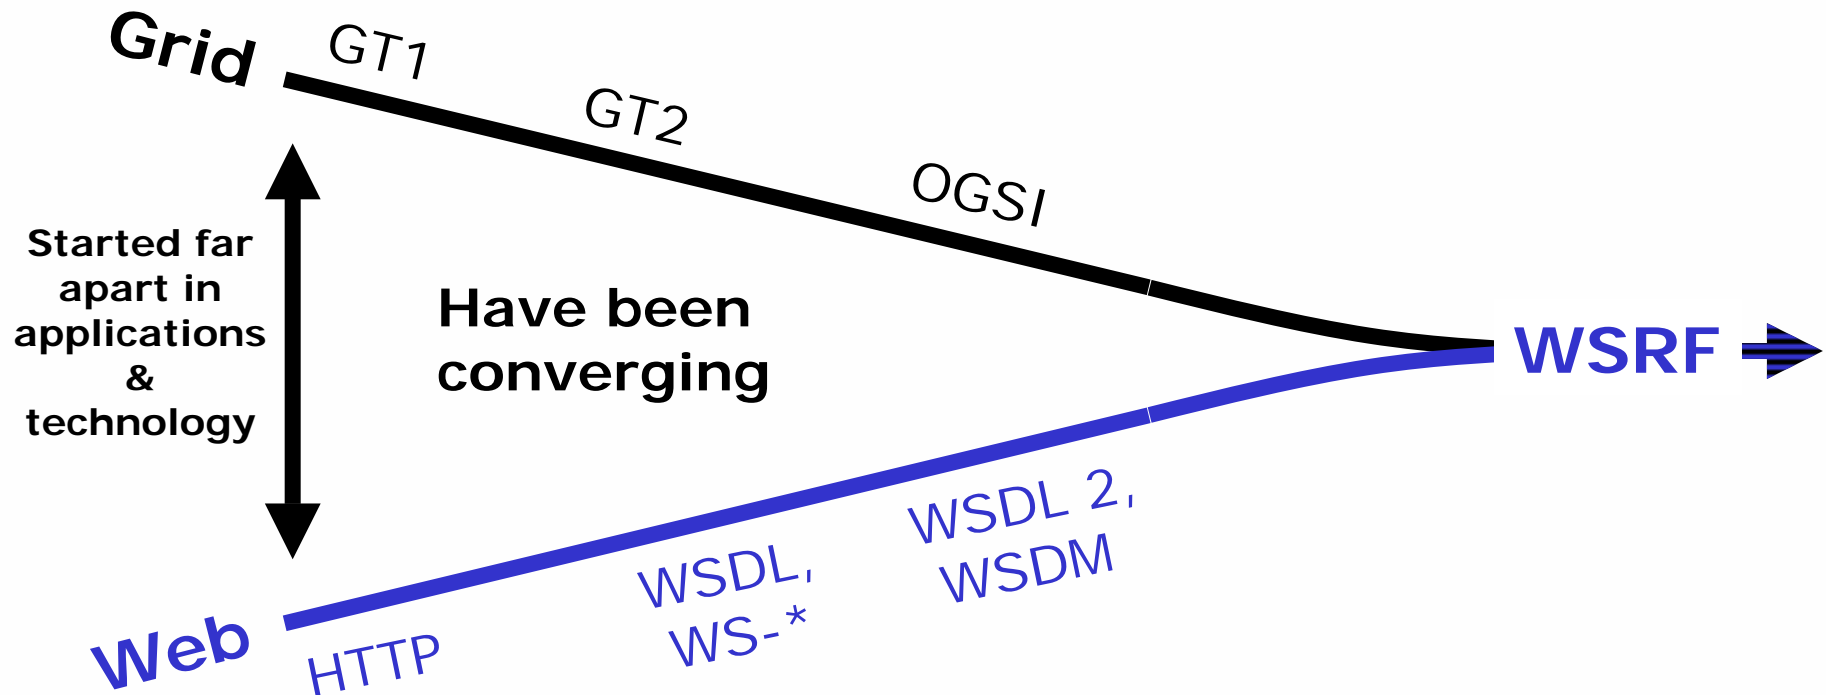 Grid
GT1
GT2
OGSI
Started far
apart in
applications
&
technology
Have been
converging
WSRF
WSDL 2,
WSDM
WSDL,
WS-*
Web
HTTP